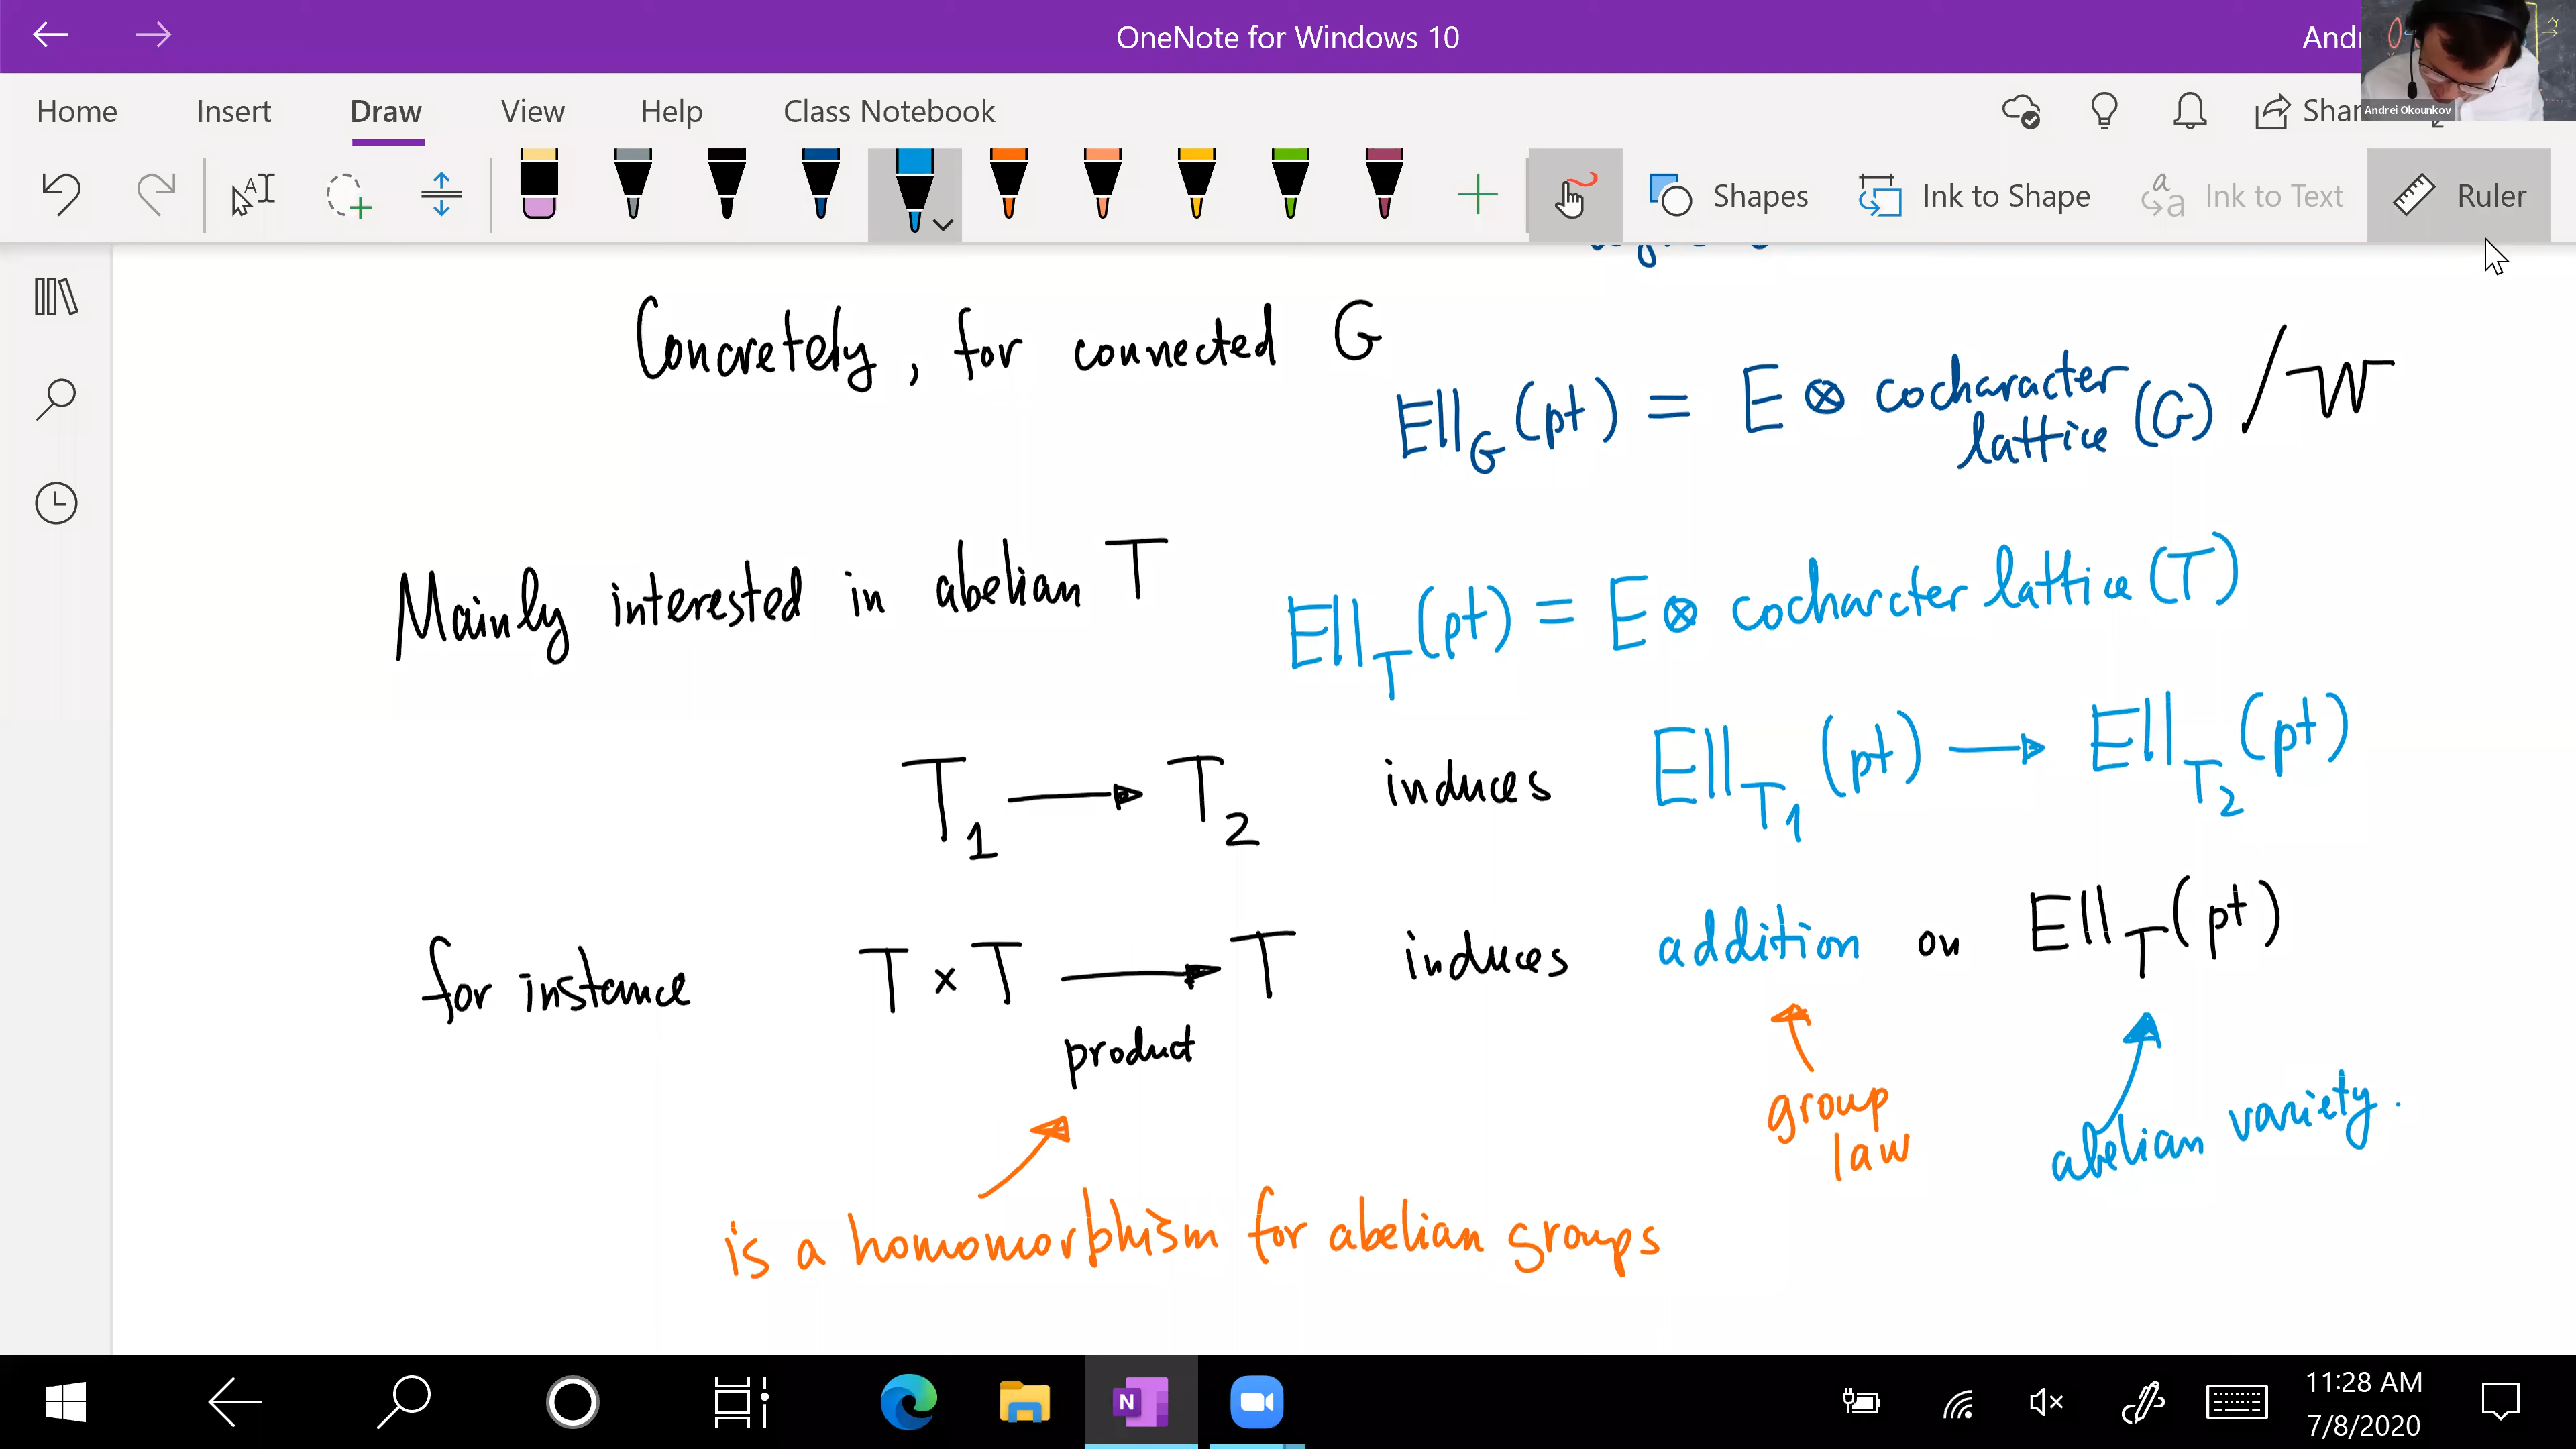 OneNote for Windows 10
Andrei Okounkov
Home Insert Draw View Help Class Notebook
Shapes Ink to Shape Ink to Text Ruler
Concretely, for connected G
Ell_G (pt) = E ⊗ cocharacter lattice (G) / W
Mainly interested in abelian T
Ell_T (pt) = E ⊗ cocharcter lattice (T)
T_1 → T_2 induces Ell_{T_1} (pt) → Ell_{T_2} (pt)
for instance T × T → T induces addition on Ell_T (pt)
product
group law
abelian variety.
is a homomorphism for abelian groups
11:28 AM
7/8/2020